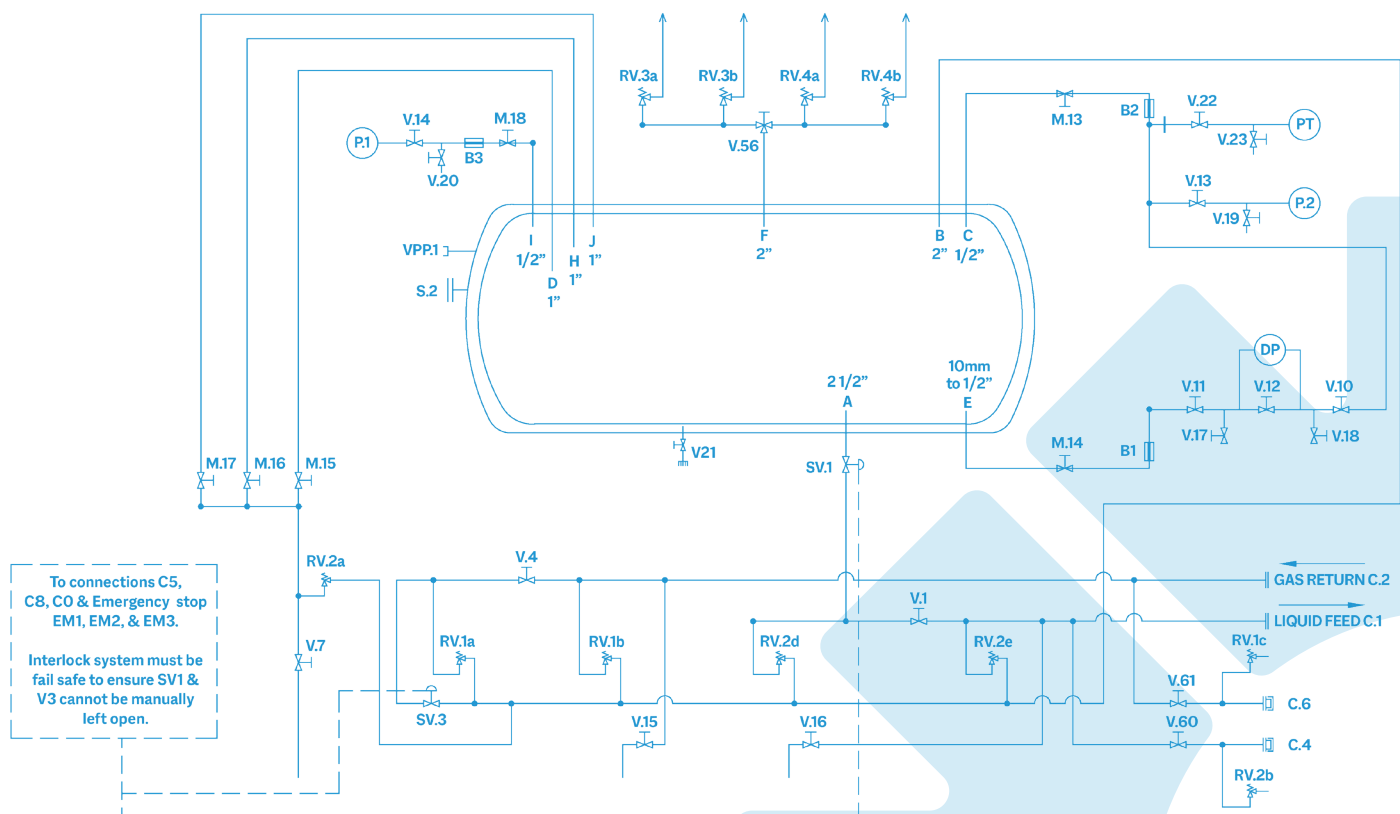 RV.3a
RV.3b
RV.4a
RV.4b
V.56
V.14
M.18
P.1
B3
V.20
M.13
B2
V.22
PT
V.23
V.13
P.2
V.19
VPP.1
S.2
I
1/2”
J
1”
H
1”
D
1”
F
2”
B
2”
C
1/2”
2 1/2”
A
10mm
to 1/2”
E
DP
V.11
V.12
V.10
V.17
V.18
M.14
B1
V21
SV.1
M.17
M.16
M.15
To connections C5,
C8, C0 & Emergency stop
EM1, EM2, & EM3.
Interlock system must be
fail safe to ensure SV1 &
V3 cannot be manually
left open.
RV.2a
V.7
V.4
V.1
GAS RETURN C.2
LIQUID FEED C.1
RV.1a
RV.1b
RV.2d
RV.2e
RV.1c
SV.3
V.15
V.16
V.61
C.6
V.60
C.4
RV.2b